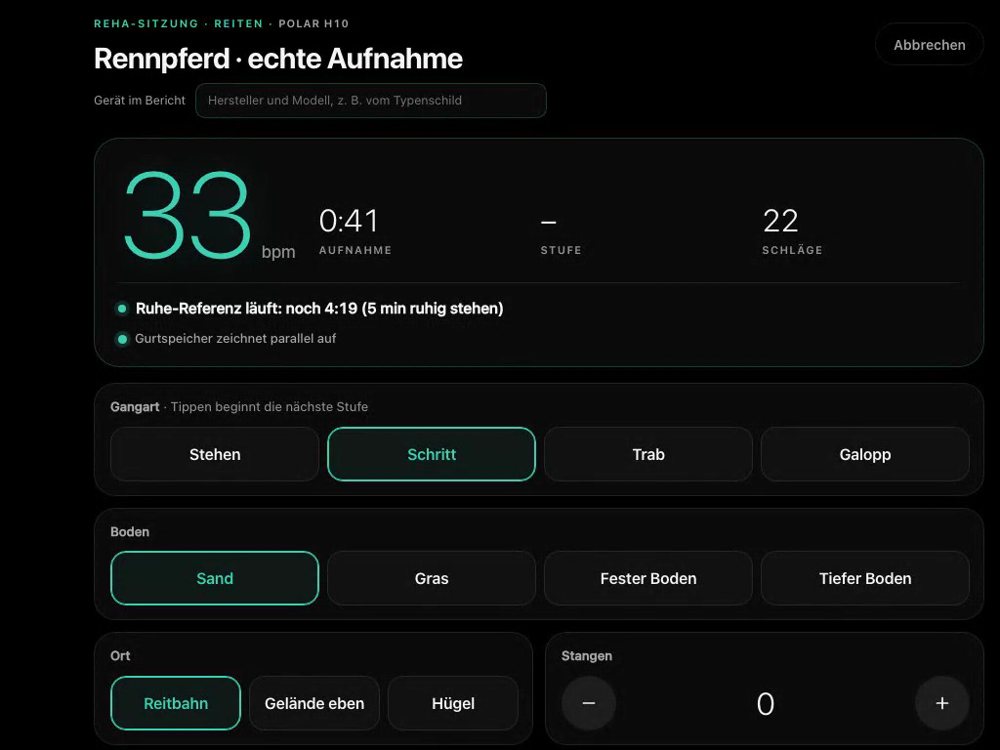 REHA-SITZUNG · REITEN · POLAR H10
Rennpferd · echte Aufnahme
Abbrechen
Gerät im Bericht
Hersteller und Modell, z. B. vom Typenschild
33 bpm
0:41
AUFNAHME
–
STUFE
22
SCHLÄGE
Ruhe-Referenz läuft: noch 4:19 (5 min ruhig stehen)
Gurtspeicher zeichnet parallel auf
Gangart · Tippen beginnt die nächste Stufe
Stehen
Schritt
Trab
Galopp
Boden
Sand
Gras
Fester Boden
Tiefer Boden
Ort
Reitbahn
Gelände eben
Hügel
Stangen
− 0 +